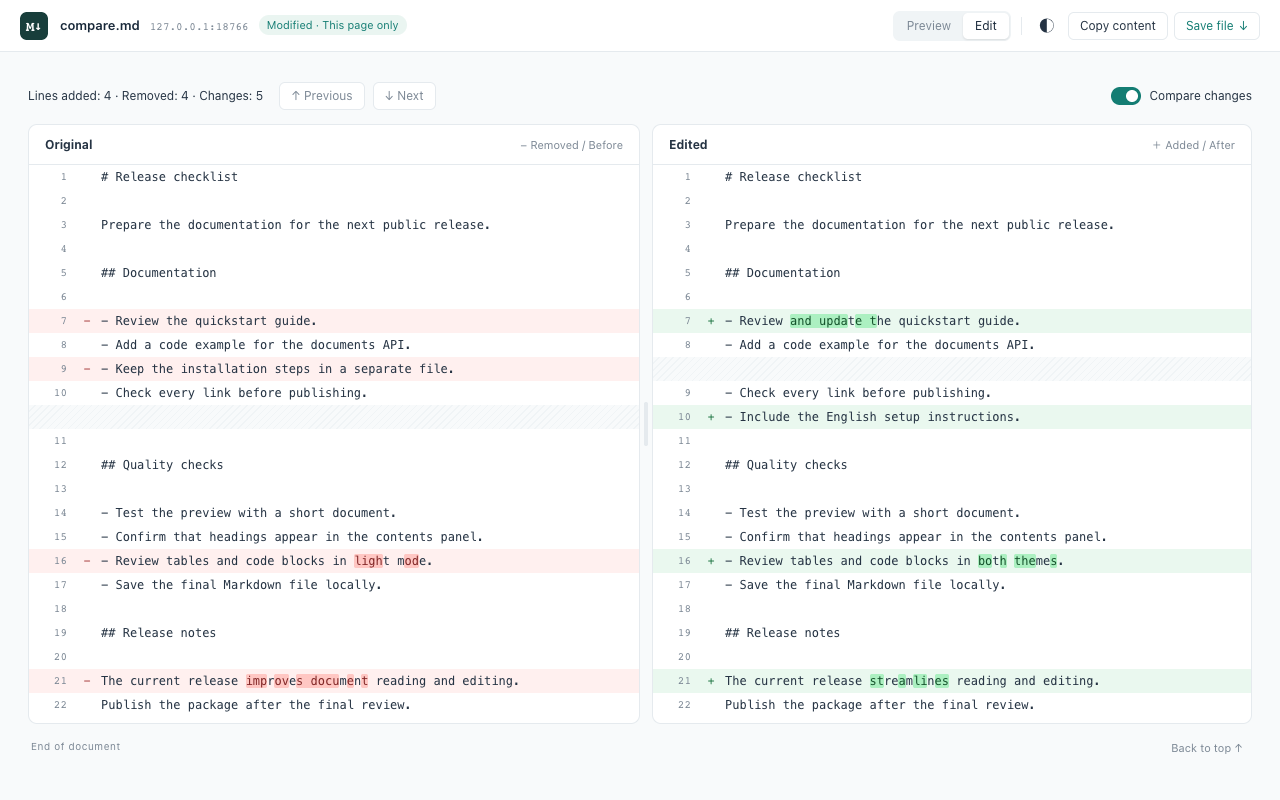 M↓ compare.md 127.0.0.1:18766 Modified · This page only Preview Edit Copy content Save file ↓
Lines added: 4 · Removed: 4 · Changes: 5 ↑ Previous ↓ Next Compare changes
Original − Removed / Before
1 # Release checklist
2
3 Prepare the documentation for the next public release.
4
5 ## Documentation
6
7 − - Review the quickstart guide.
8 - Add a code example for the documents API.
9 − - Keep the installation steps in a separate file.
10 - Check every link before publishing.
11
12 ## Quality checks
13
14 - Test the preview with a short document.
15 - Confirm that headings appear in the contents panel.
16 − - Review tables and code blocks in light mode.
17 - Save the final Markdown file locally.
18
19 ## Release notes
20
21 − The current release improves document reading and editing.
22 Publish the package after the final review.
Edited + Added / After
1 # Release checklist
2
3 Prepare the documentation for the next public release.
4
5 ## Documentation
6
7 + - Review and update the quickstart guide.
8 - Add a code example for the documents API.
9 - Check every link before publishing.
10 + - Include the English setup instructions.
11
12 ## Quality checks
13
14 - Test the preview with a short document.
15 - Confirm that headings appear in the contents panel.
16 + - Review tables and code blocks in both themes.
17 - Save the final Markdown file locally.
18
19 ## Release notes
20
21 + The current release streamlines reading and editing.
22 Publish the package after the final review.
End of document Back to top ↑